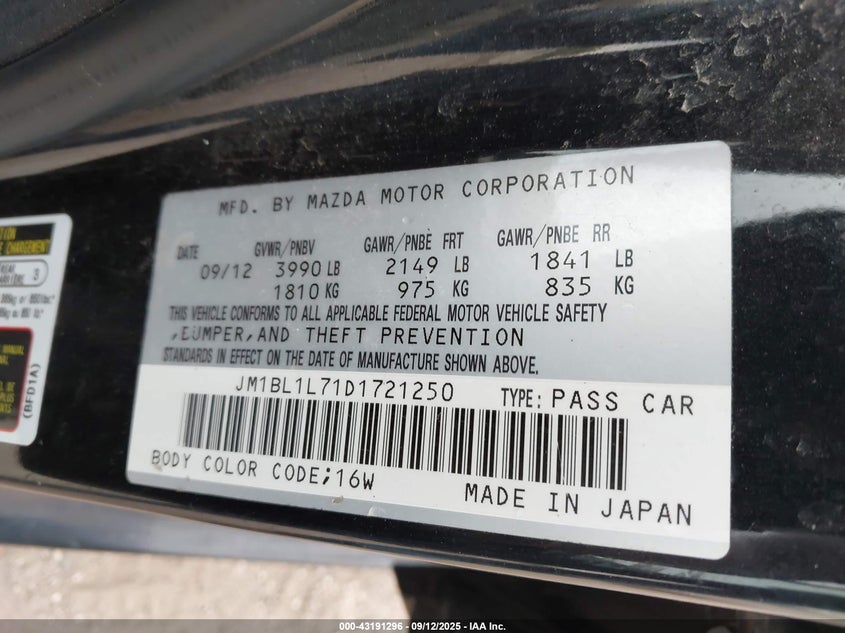 MFD. BY MAZDA MOTOR CORPORATION
DATE GVWR/PNBV GAWR/PNBE FRT GAWR/PNBE RR
09/12 3990 LB 2149 LB 1841 LB
1810 KG 975 KG 835 KG
THIS VEHICLE CONFORMS TO ALL APPLICABLE FEDERAL MOTOR VEHICLE SAFETY
,BUMPER,AND THEFT PREVENTION
STANDARDS IN EFFECT ON THE DATE OF MANUFACTURE SHOWN ABOVE.
JM1BL1L71D1721250 TYPE: PASS CAR
BODY COLOR CODE;16W
MADE IN JAPAN
CHARGEMENT
MANUAL
(BFD1A)
000-43191296 - 09/12/2025 - IAA Inc.